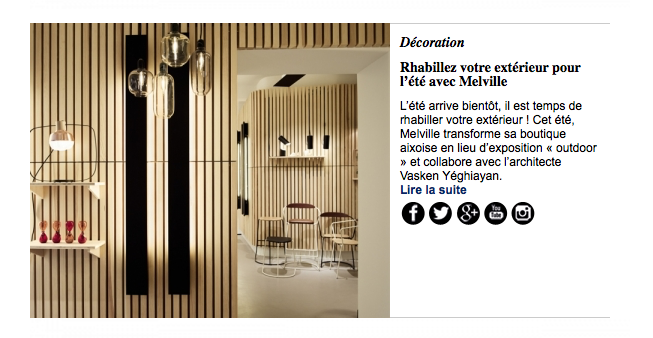 Décoration
Rhabillez votre extérieur pour
l'été avec Melville
L'été arrive bientôt, il est temps de
rhabiller votre extérieur ! Cet été,
Melville transforme sa boutique
aixoise en lieu d'exposition « outdoor
» et collabore avec l'architecte
Vasken Yéghiayan.
Lire la suite
f g+ You Tube